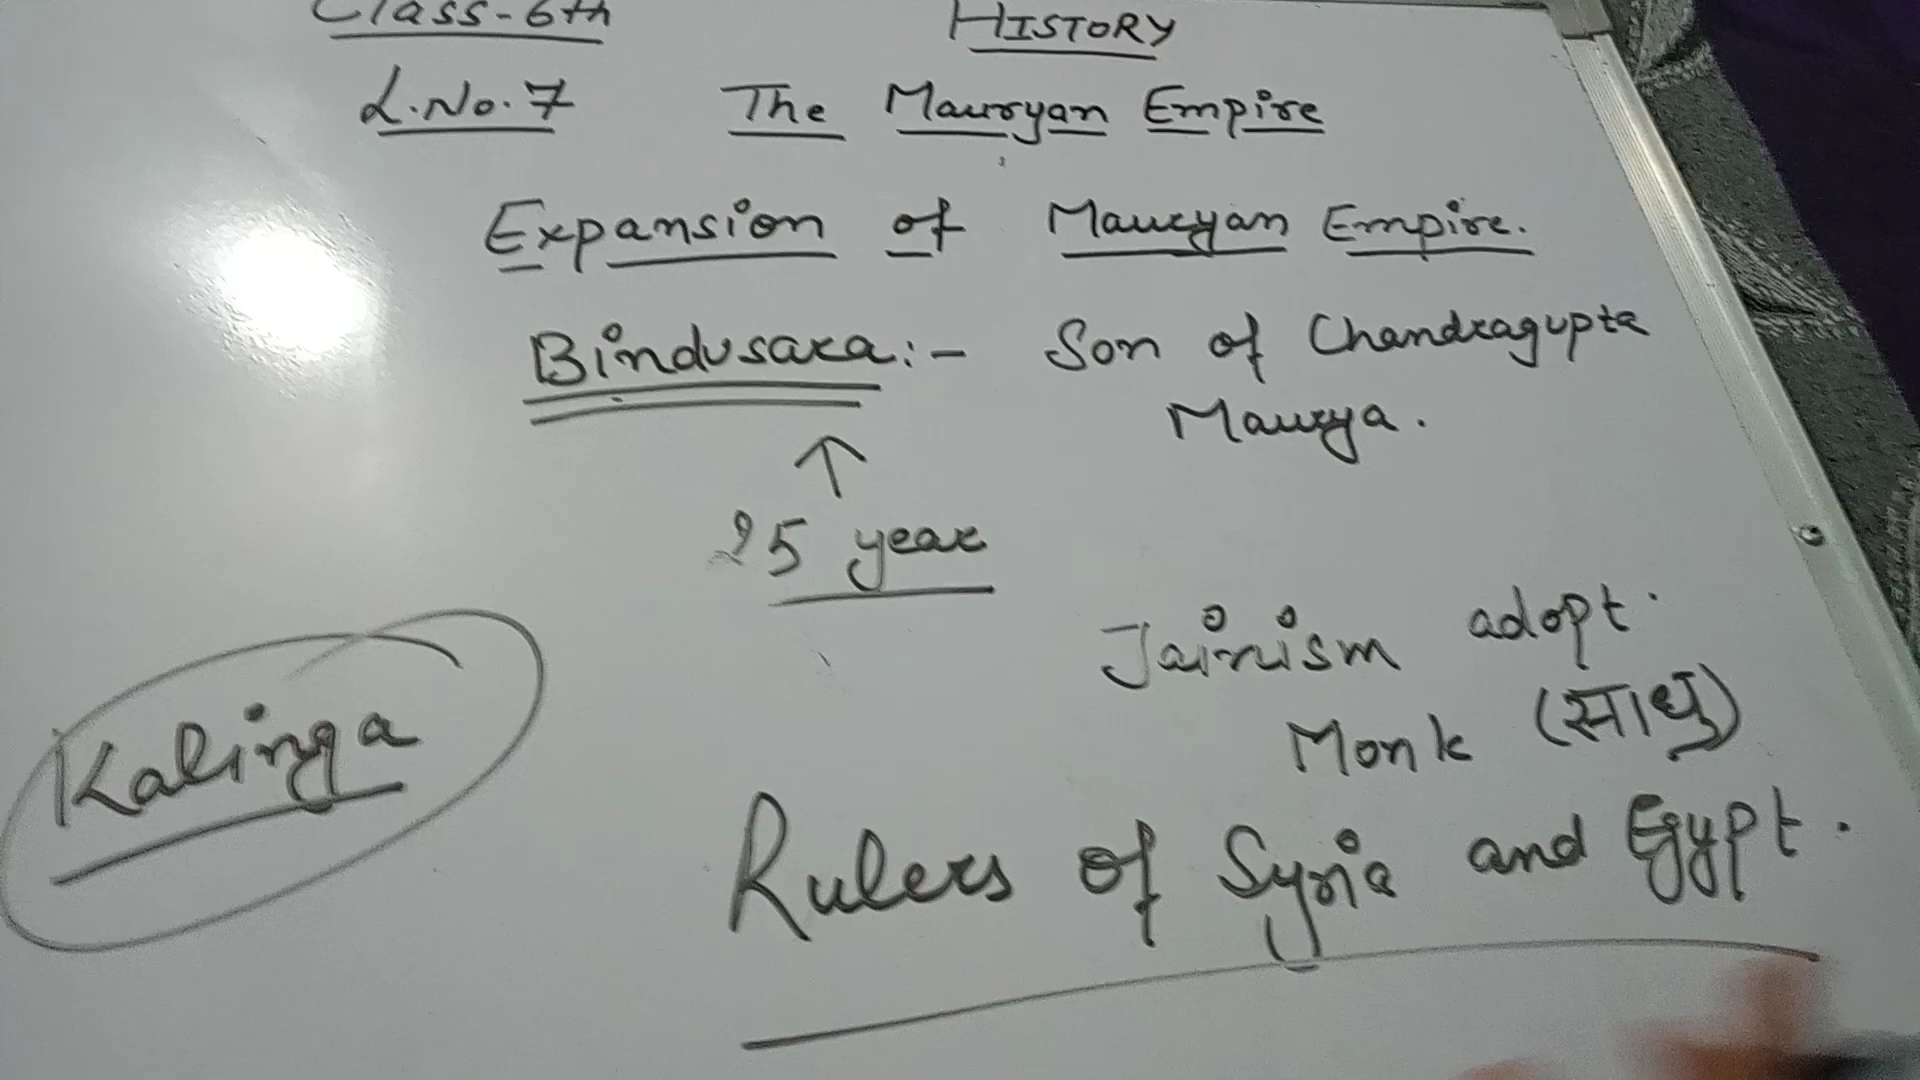 Class-6th HISTORY
L.No.7 The Mauryan Empire
Expansion of Mauryan Empire.
Bindusara:- Son of Chandragupta
Maurya.
↑
25 year
Jainism adopt.
Monk (साधु)
Kalinga
Rulers of Syria and Egypt.